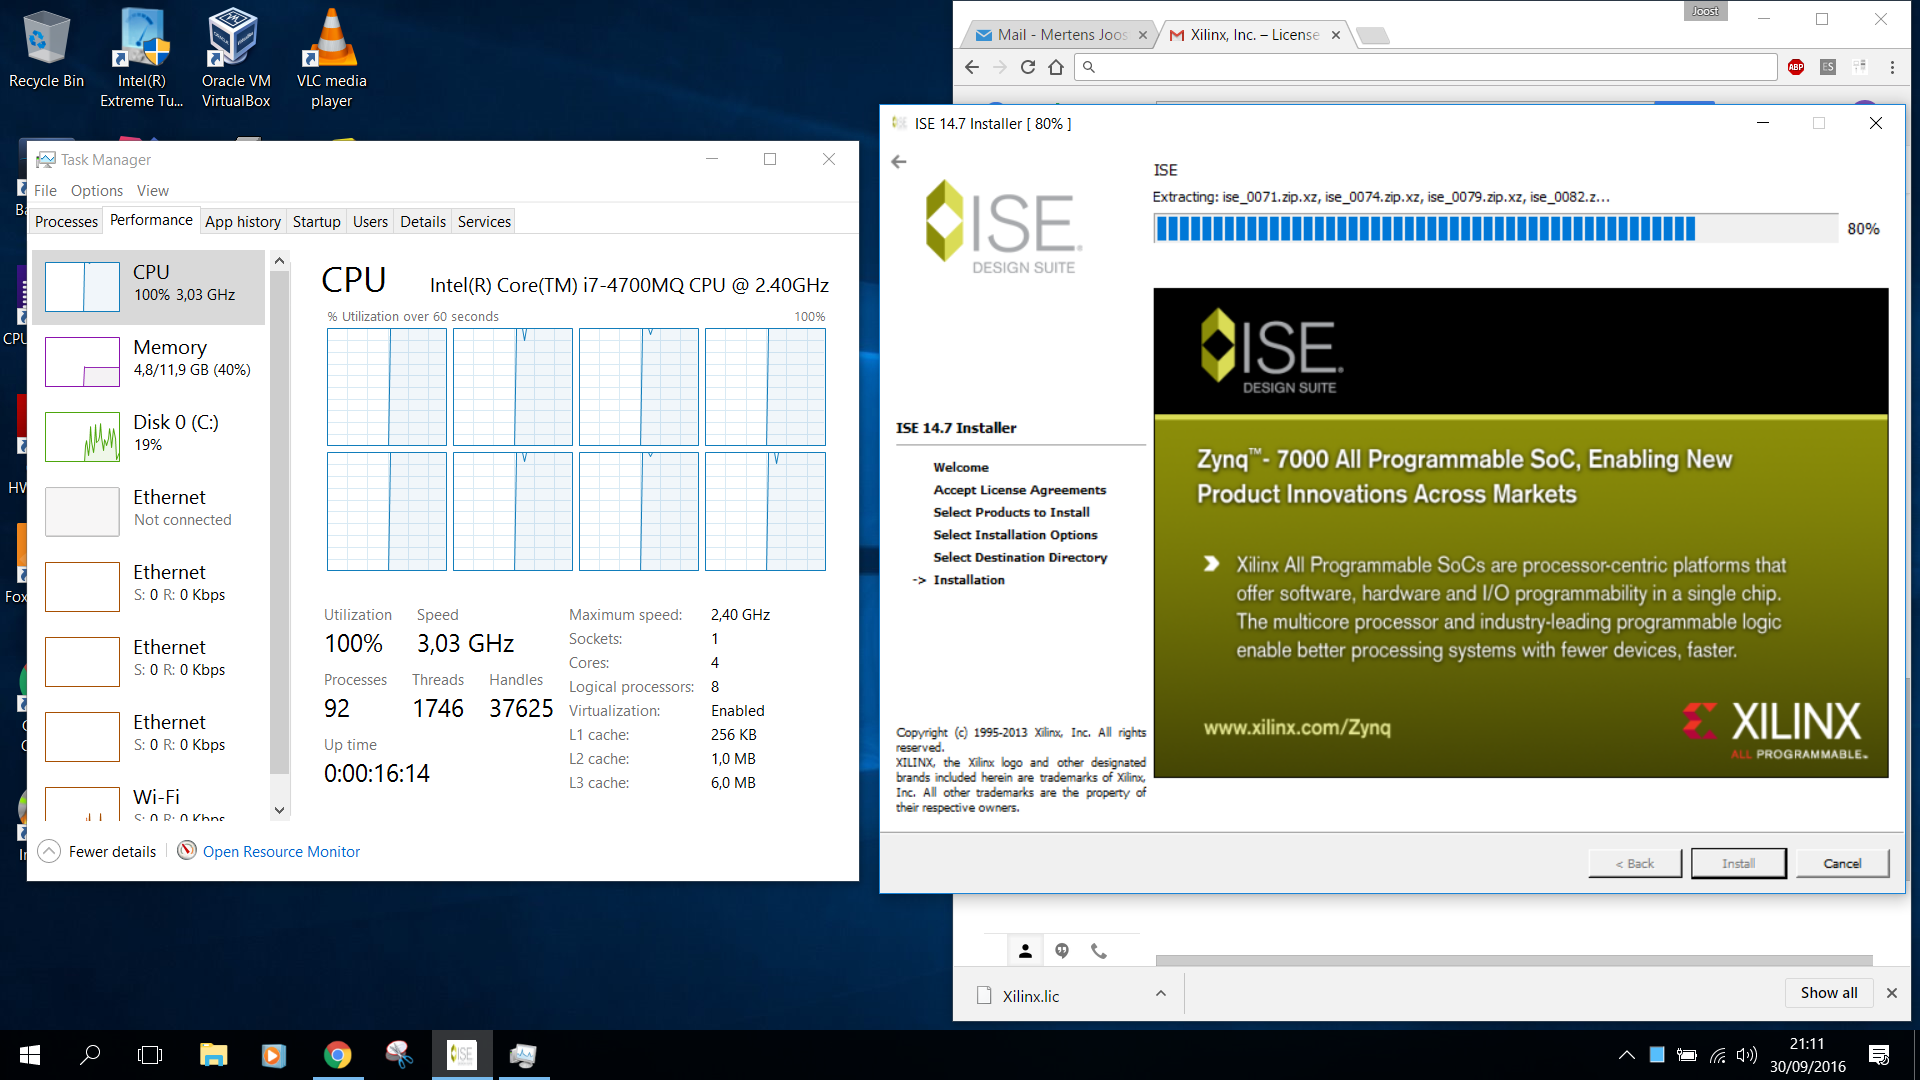 Recycle Bin
Intel(R)
Extreme Tu...
Oracle VM
VirtualBox
VLC media
player
Joost
Mail - Mertens Joos
Xilinx, Inc. – License
ABP
ES
Task Manager
File Options View
Processes Performance App history Startup Users Details Services
CPU
100% 3,03 GHz
Memory
4,8/11,9 GB (40%)
Disk 0 (C:)
19%
Ethernet
Not connected
Ethernet
S: 0 R: 0 Kbps
Ethernet
S: 0 R: 0 Kbps
Ethernet
S: 0 R: 0 Kbps
Wi-Fi
S: 0 R: 0 Kbps
CPU
Intel(R) Core(TM) i7-4700MQ CPU @ 2.40GHz
% Utilization over 60 seconds 100%
Utilization Speed
100% 3,03 GHz
Processes Threads Handles
92 1746 37625
Up time
0:00:16:14
Maximum speed: 2,40 GHz
Sockets: 1
Cores: 4
Logical processors: 8
Virtualization: Enabled
L1 cache: 256 KB
L2 cache: 1,0 MB
L3 cache: 6,0 MB
Fewer details
Open Resource Monitor
ISE 14.7 Installer [ 80% ]
ISE
DESIGN SUITE
ISE
Extracting: ise_0071.zip.xz, ise_0074.zip.xz, ise_0079.zip.xz, ise_0082.z...
80%
ISE 14.7 Installer
Welcome
Accept License Agreements
Select Products to Install
Select Installation Options
Select Destination Directory
-> Installation
Copyright (c) 1995-2013 Xilinx, Inc. All rights
reserved.
XILINX, the Xilinx logo and other designated
brands included herein are trademarks of Xilinx,
Inc. All other trademarks are the property of
their respective owners.
ISE
DESIGN SUITE
Zynq™- 7000 All Programmable SoC, Enabling New
Product Innovations Across Markets
Xilinx All Programmable SoCs are processor-centric platforms that
offer software, hardware and I/O programmability in a single chip.
The multicore processor and industry-leading programmable logic
enable better processing systems with fewer devices, faster.
www.xilinx.com/Zynq
XILINX
ALL PROGRAMMABLE™
< Back Install Cancel
Xilinx.lic
Show all
ISE
21:11
30/09/2016